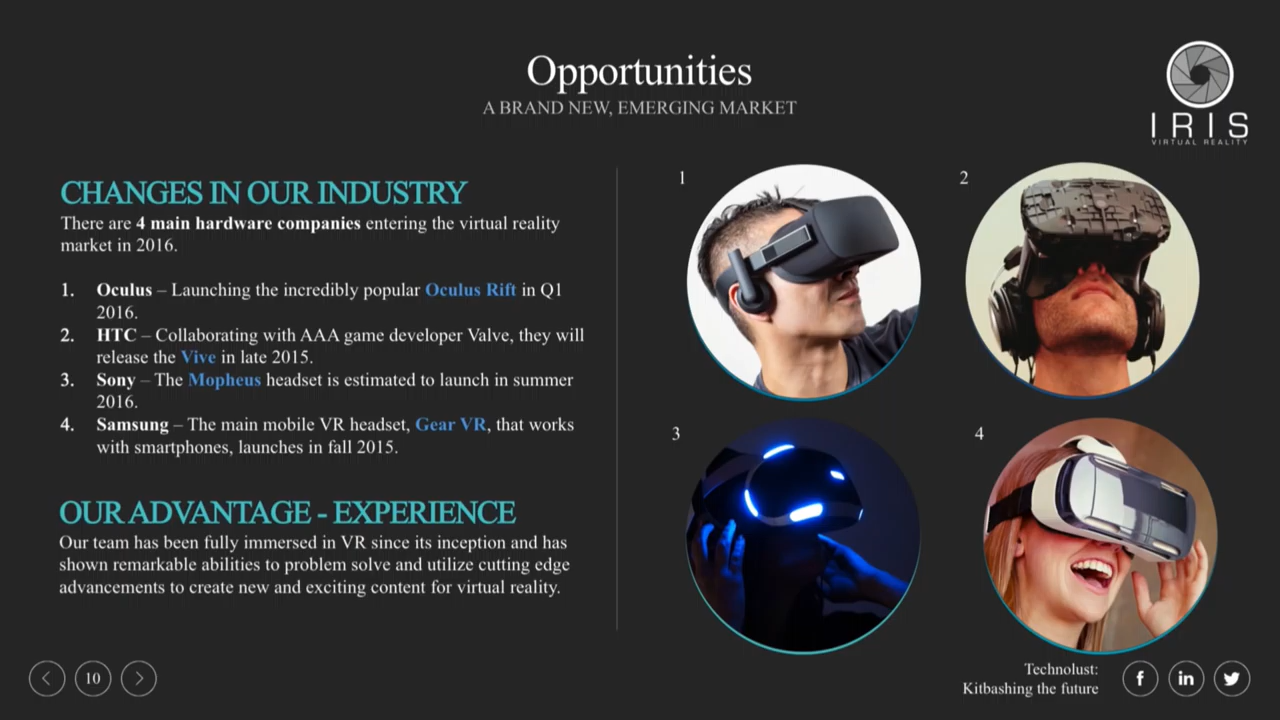 Opportunities
A BRAND NEW, EMERGING MARKET
IRIS
VIRTUAL REALITY
CHANGES IN OUR INDUSTRY
There are 4 main hardware companies entering the virtual reality
market in 2016.
1. Oculus – Launching the incredibly popular Oculus Rift in Q1
2016.
2. HTC – Collaborating with AAA game developer Valve, they will
release the Vive in late 2015.
3. Sony – The Mopheus headset is estimated to launch in summer
2016.
4. Samsung – The main mobile VR headset, Gear VR, that works
with smartphones, launches in fall 2015.
OUR ADVANTAGE - EXPERIENCE
Our team has been fully immersed in VR since its inception and has
shown remarkable abilities to problem solve and utilize cutting edge
advancements to create new and exciting content for virtual reality.
1
2
3
4
10
Technolust:
Kitbashing the future
f
in